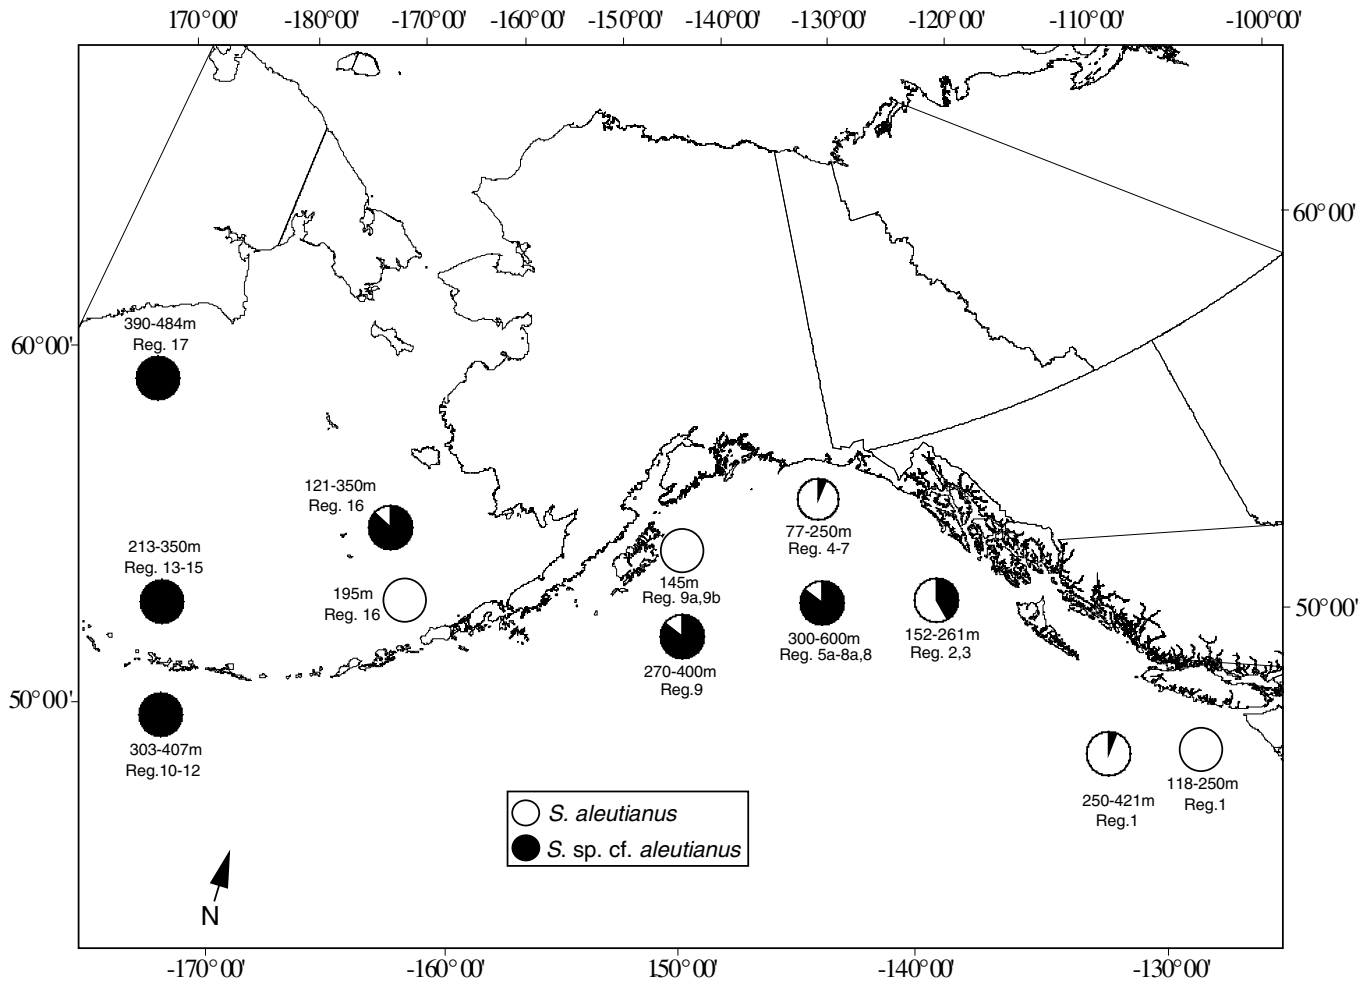 170°00' -180°00' -170°00' -160°00' -150°00' -140°00' -130°00' -120°00' -110°00' -100°00'
60°00'
390-484m
Reg. 17
60°00'
121-350m
Reg. 16
77-250m
Reg. 4-7
213-350m
Reg. 13-15
145m
Reg. 9a,9b
195m
Reg. 16
50°00'
300-600m
Reg. 5a-8a,8
152-261m
Reg. 2,3
270-400m
Reg.9
50°00'
303-407m
Reg.10-12
250-421m
Reg.1
118-250m
Reg.1
S. aleutianus
S. sp. cf. aleutianus
N
-170°00' -160°00' 150°00' -140°00' -130°00'